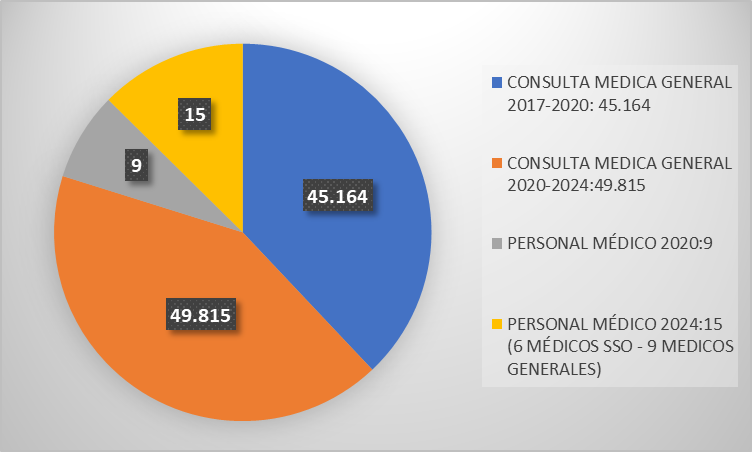 15
9
45.164
49.815
CONSULTA MEDICA GENERAL
2017-2020: 45.164
CONSULTA MEDICA GENERAL
2020-2024:49.815
PERSONAL MÉDICO 2020:9
PERSONAL MÉDICO 2024:15
(6 MÉDICOS SSO - 9 MEDICOS
GENERALES)